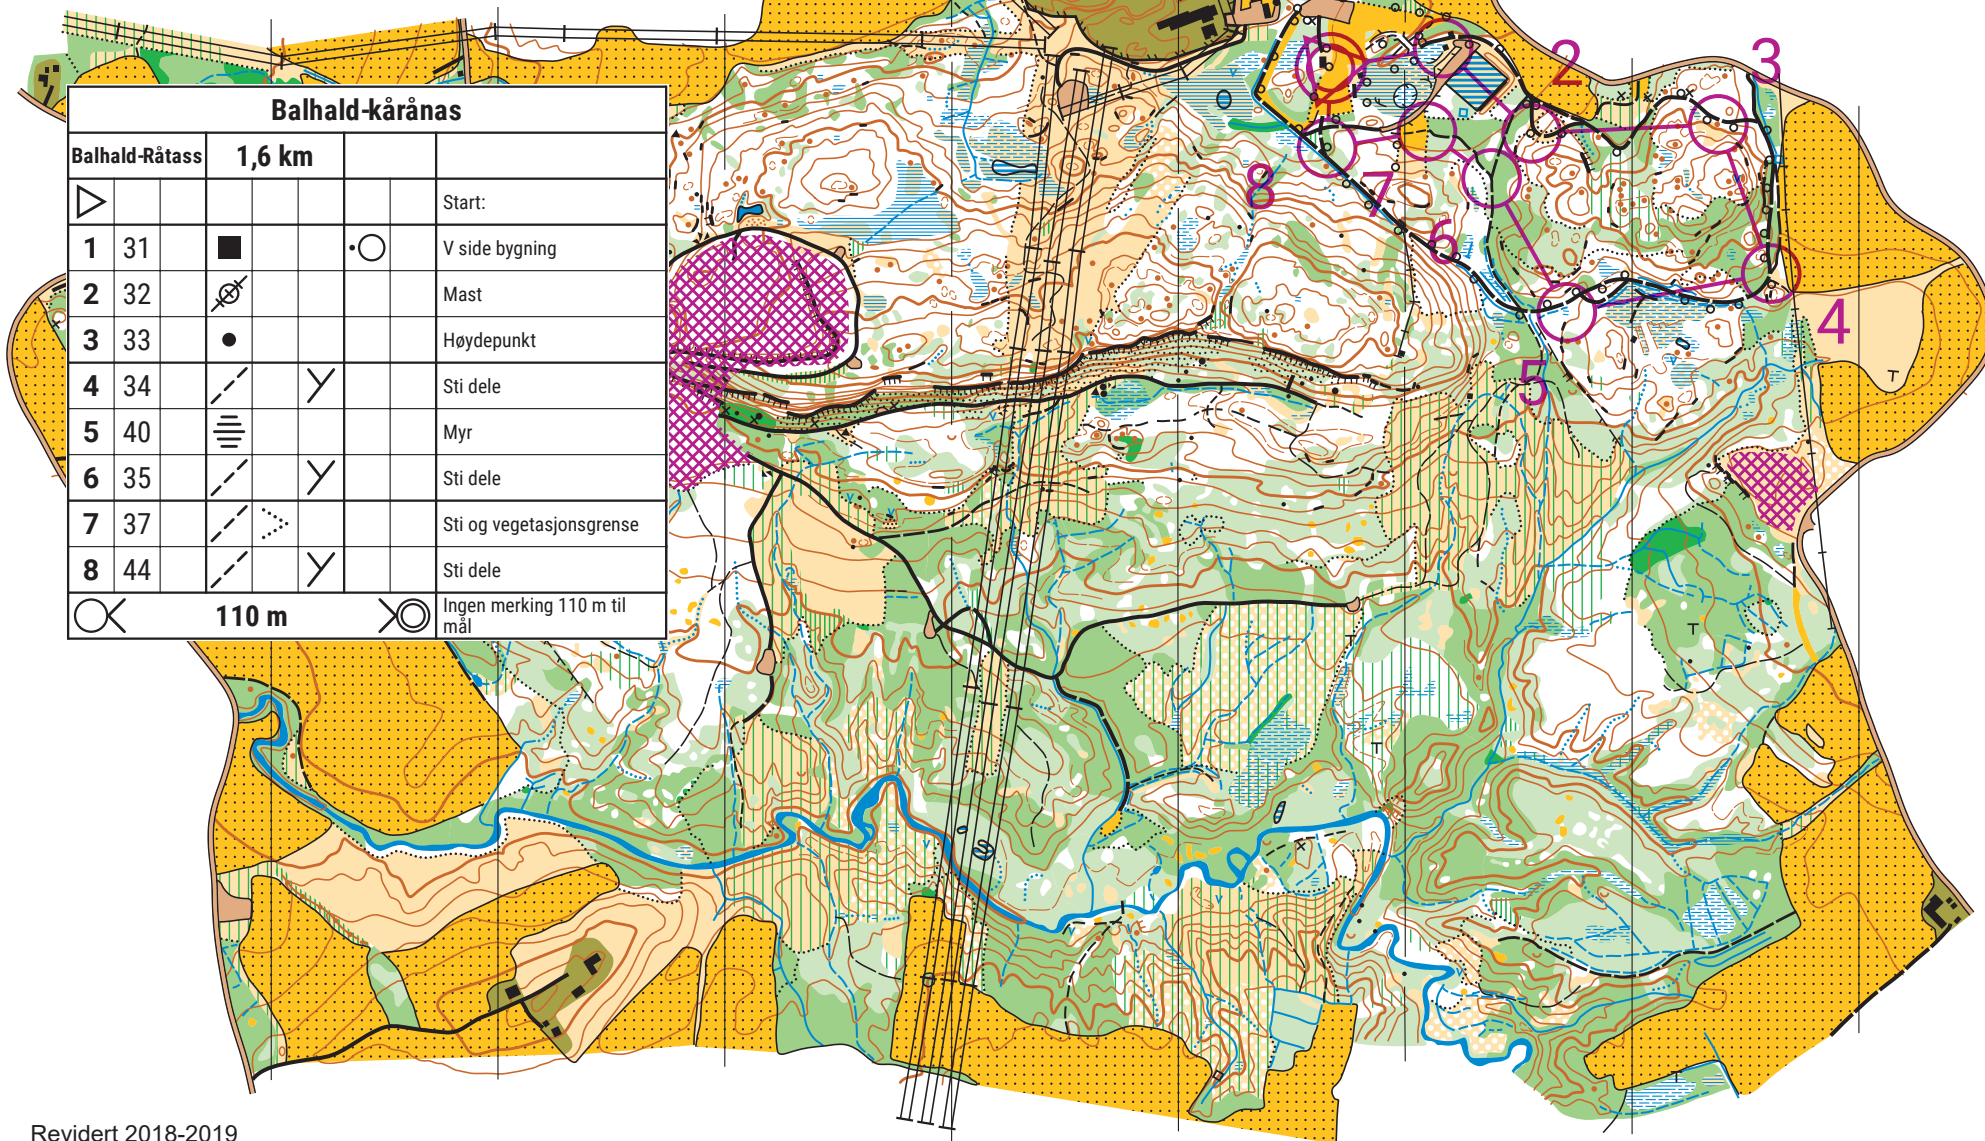 Balhald-kårånas
Balhald-Råtass 1,6 km
Start:
1 31 V side bygning
2 32 Mast
3 33 Høydepunkt
4 34 Sti dele
5 40 Myr
6 35 Sti dele
7 37 Sti og vegetasjonsgrense
8 44 Sti dele
110 m Ingen merking 110 m til
mål
2
3
8
7
6
4
5
Revidert 2018-2019